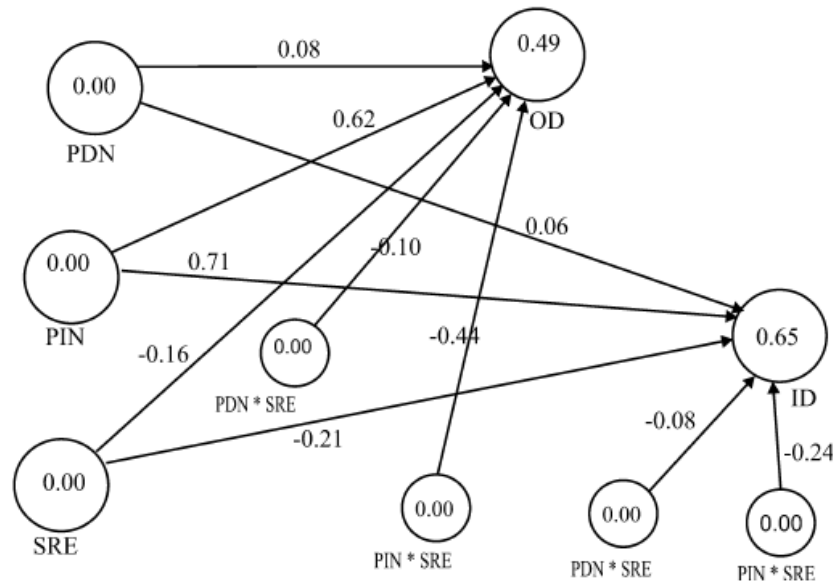 0.08
0.49
0.00
OD
PDN
0.62
0.06
-0.10
0.00
0.71
PIN
-0.16
0.00
-0.44
0.65
PDN * SRE
ID
-0.21
-0.08
-0.24
0.00
0.00
0.00
0.00
SRE
PIN * SRE
PDN * SRE
PIN * SRE